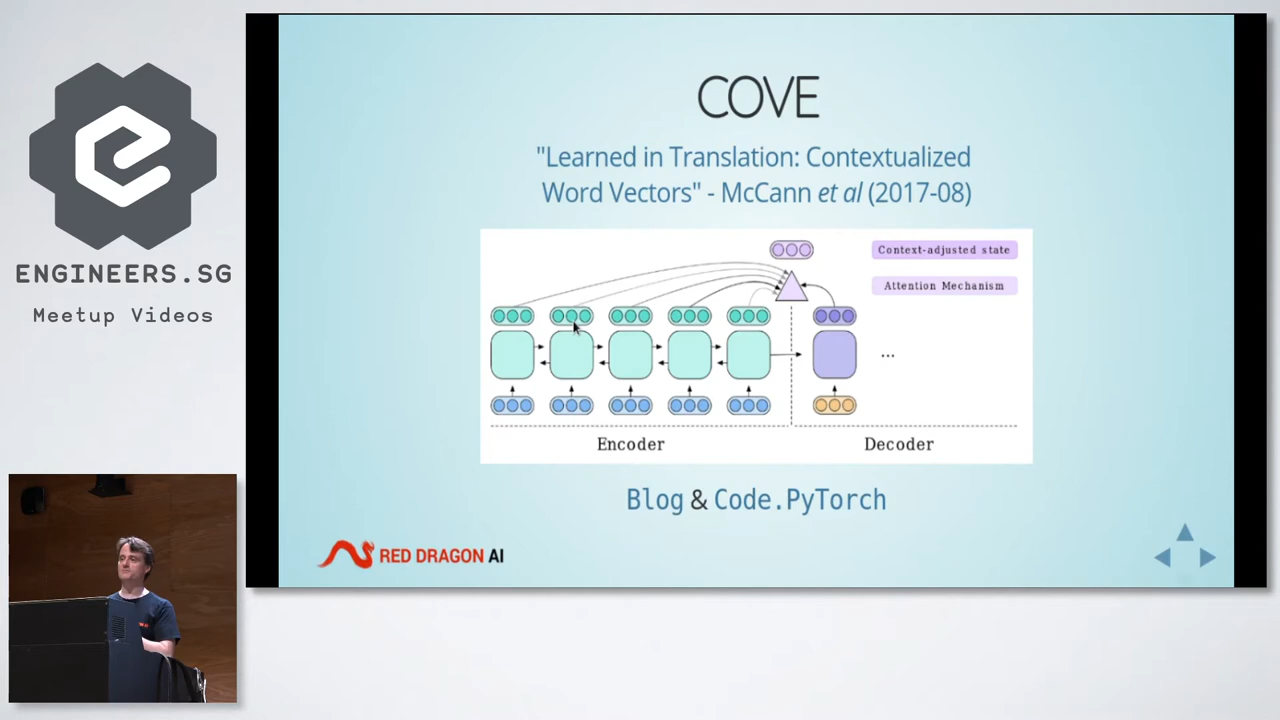 ENGINEERS.SG
Meetup Videos
COVE
"Learned in Translation: Contextualized
Word Vectors" - McCann et al (2017-08)
Context-adjusted state
Attention Mechanism
...
Encoder
Decoder
Blog & Code.PyTorch
RED DRAGON AI